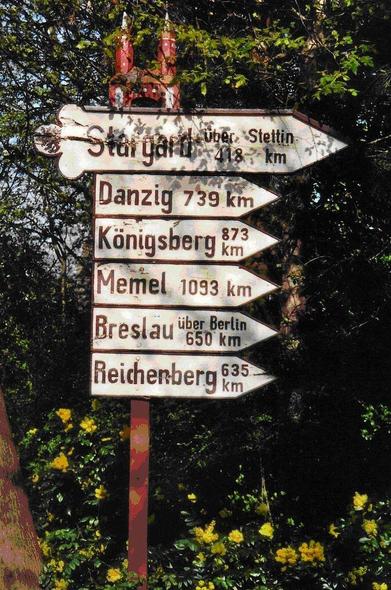 Stargard über Stettin
418 km
Danzig 739 km
Königsberg 873
km
Memel 1093 km
Breslau über Berlin
650 km
Reichenberg 635
km